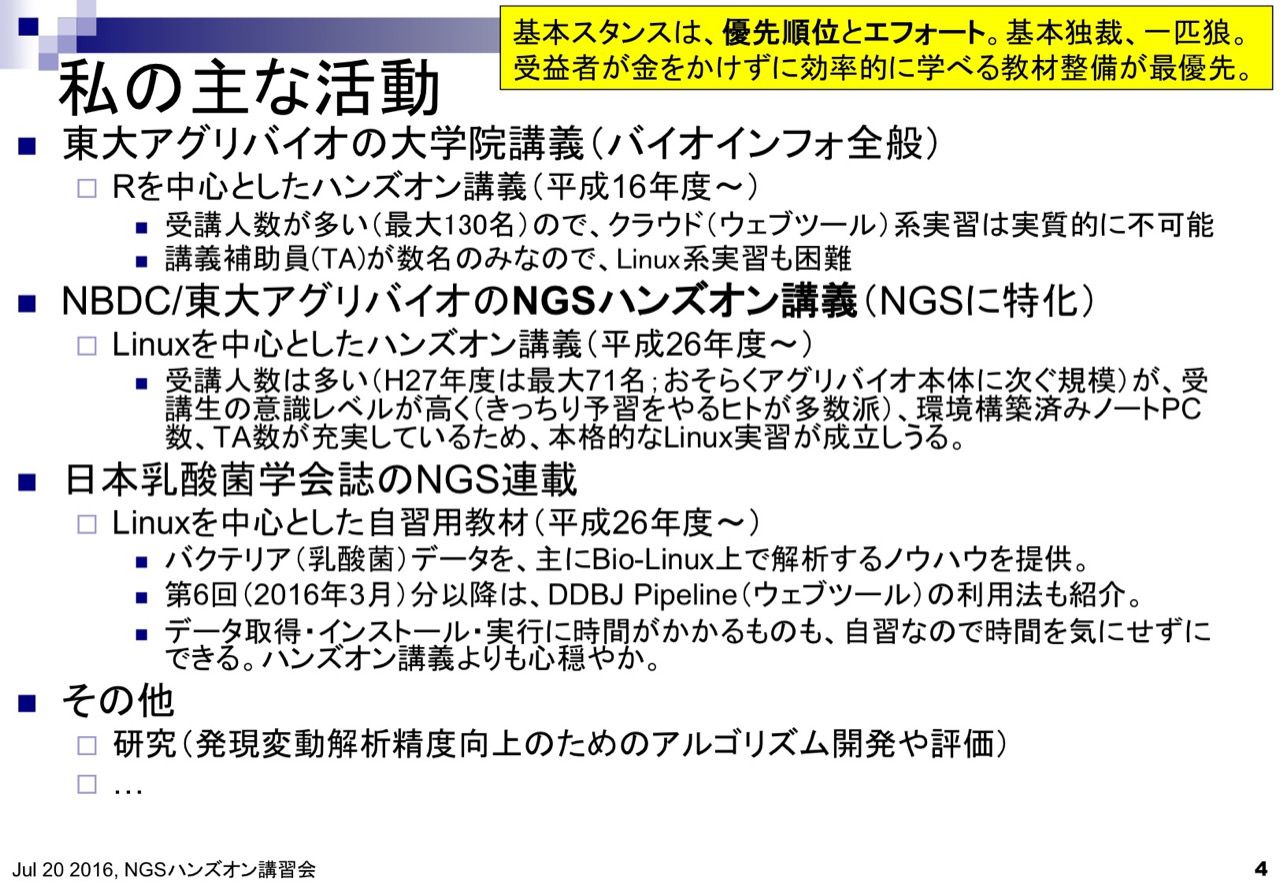 基本スタンスは、優先順位とエフォート。基本独裁、一匹狼。
受益者が金をかけずに効率的に学べる教材整備が最優先。
私の主な活動
東大アグリバイオの大学院講義（バイオインフォ全般）
Rを中心としたハンズオン講義（平成16年度～）
受講人数が多い（最大130名）ので、クラウド（ウェブツール）系実習は実質的に不可能
講義補助員(TA)が数名のみなので、Linux系実習も困難
NBDC/東大アグリバイオのNGSハンズオン講義（NGSに特化）
Linuxを中心としたハンズオン講義（平成26年度～）
受講人数は多い（H27年度は最大71名；おそらくアグリバイオ本体に次ぐ規模）が、受
講生の意識レベルが高く（きっちり予習をやるヒトが多数派）、環境構築済みノートPC
数、TA数が充実しているため、本格的なLinux実習が成立しうる。
日本乳酸菌学会誌のNGS連載
Linuxを中心とした自習用教材（平成26年度～）
バクテリア（乳酸菌）データを、主にBio-Linux上で解析するノウハウを提供。
第6回（2016年3月）分以降は、DDBJ Pipeline（ウェブツール）の利用法も紹介。
データ取得・インストール・実行に時間がかかるものも、自習なので時間を気にせずに
できる。ハンズオン講義よりも心穏やか。
その他
研究（発現変動解析精度向上のためのアルゴリズム開発や評価）
…
Jul 20 2016, NGSハンズオン講習会
4